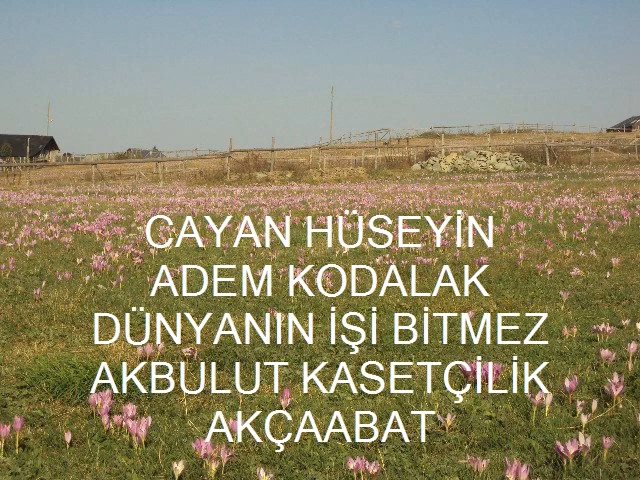 CAYAN HÜSEYİN
ADEM KODALAK
DÜNYANIN İŞİ BİTMEZ
AKBULUT KASETÇİLİK
AKÇAABAT